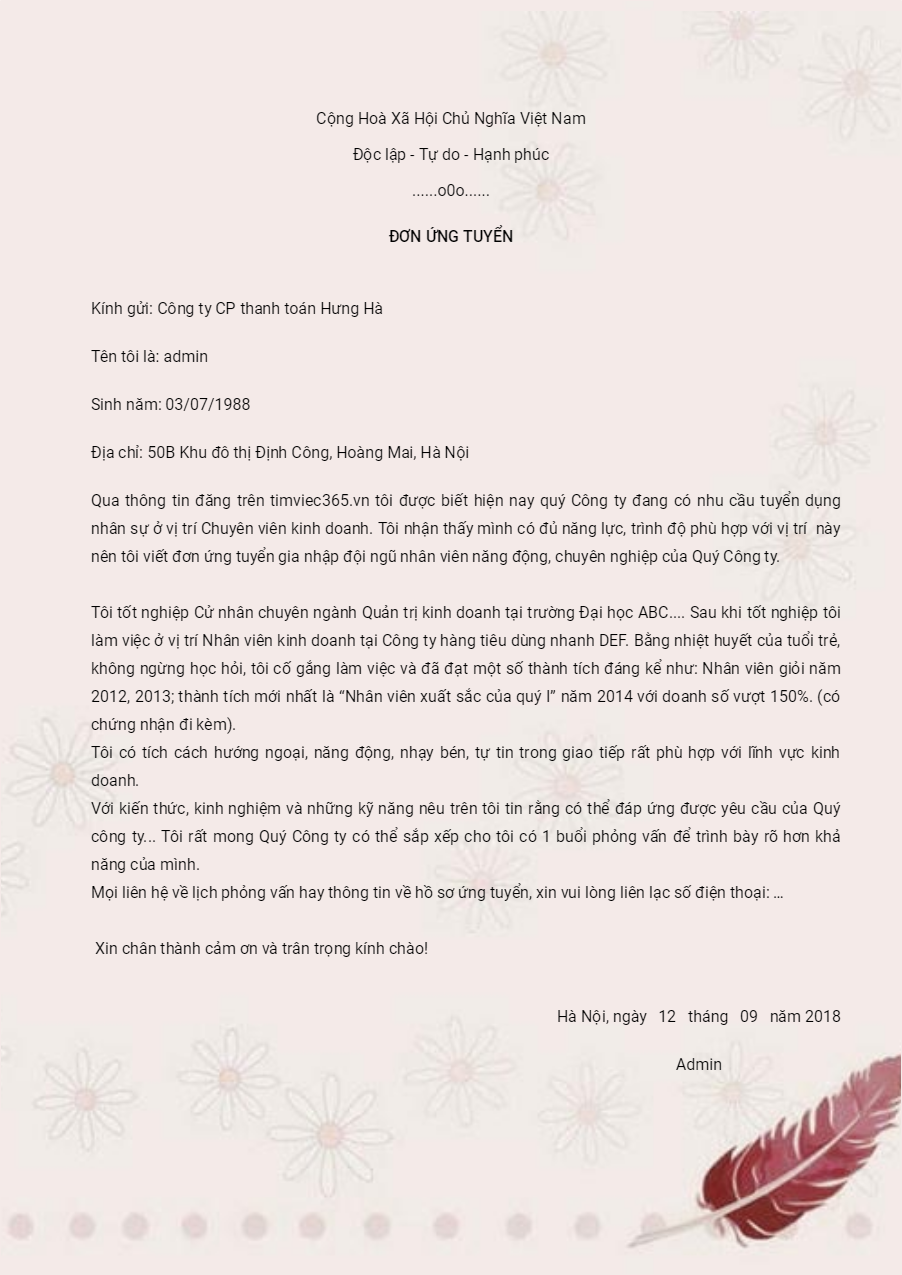 Cộng Hoà Xã Hội Chủ Nghĩa Việt Nam
Độc lập - Tự do - Hạnh phúc
......o0o......
ĐƠN ỨNG TUYỂN
Kính gửi: Công ty CP thanh toán Hưng Hà
Tên tôi là: admin
Sinh năm: 03/07/1988
Địa chỉ: 50B Khu đô thị Định Công, Hoàng Mai, Hà Nội
Qua thông tin đăng trên timviec365.vn tôi được biết hiện nay quý Công ty đang có nhu cầu tuyển dụng
nhân sự ở vị trí Chuyên viên kinh doanh. Tôi nhận thấy mình có đủ năng lực, trình độ phù hợp với vị trí này
nên tôi viết đơn ứng tuyển gia nhập đội ngũ nhân viên năng động, chuyên nghiệp của Quý Công ty.
Tôi tốt nghiệp Cử nhân chuyên ngành Quản trị kinh doanh tại trường Đại học ABC.... Sau khi tốt nghiệp tôi
làm việc ở vị trí Nhân viên kinh doanh tại Công ty hàng tiêu dùng nhanh DEF. Bằng nhiệt huyết của tuổi trẻ,
không ngừng học hỏi, tôi cố gắng làm việc và đã đạt một số thành tích đáng kể như: Nhân viên giỏi năm
2012, 2013; thành tích mới nhất là “Nhân viên xuất sắc của quý I” năm 2014 với doanh số vượt 150%. (có
chứng nhận đi kèm).
Tôi có tích cách hướng ngoại, năng động, nhạy bén, tự tin trong giao tiếp rất phù hợp với lĩnh vực kinh
doanh.
Với kiến thức, kinh nghiệm và những kỹ năng nêu trên tôi tin rằng có thể đáp ứng được yêu cầu của Quý
công ty... Tôi rất mong Quý Công ty có thể sắp xếp cho tôi có 1 buổi phỏng vấn để trình bày rõ hơn khả
năng của mình.
Mọi liên hệ về lịch phỏng vấn hay thông tin về hồ sơ ứng tuyển, xin vui lòng liên lạc số điện thoại: …
Xin chân thành cảm ơn và trân trọng kính chào!
Hà Nội, ngày 12 tháng 09 năm 2018
Admin